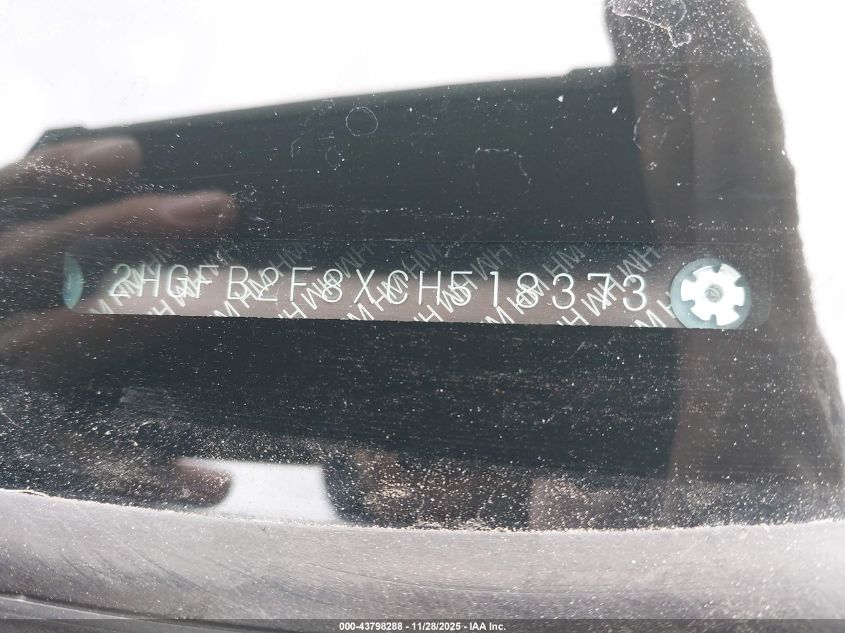 2HGFB2F8XCH518373
000-43798288 - 11/28/2025 - IAA Inc.